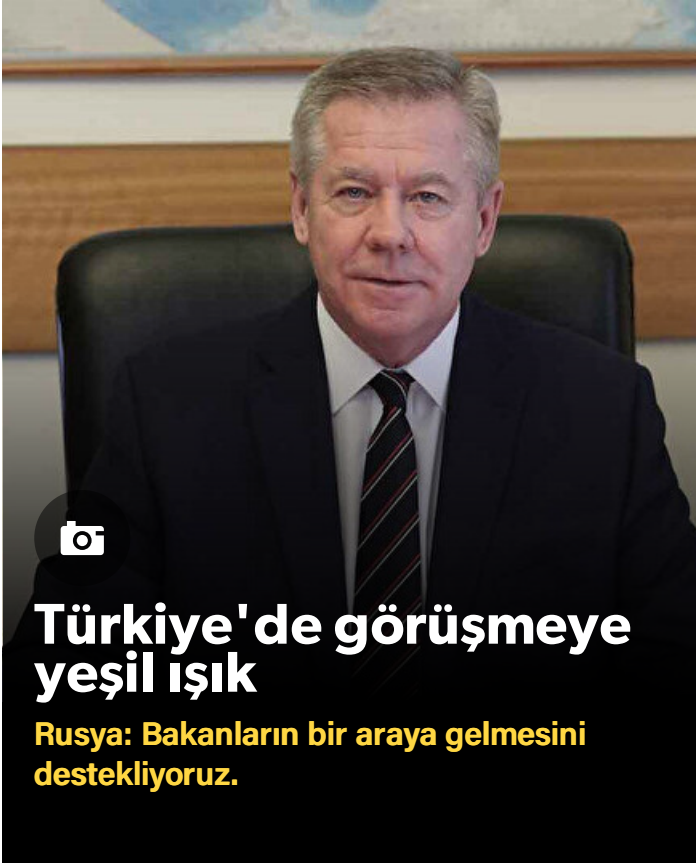 Türkiye'de görüşmeye
yeşil ışık
Rusya: Bakanların bir araya gelmesini
destekliyoruz.